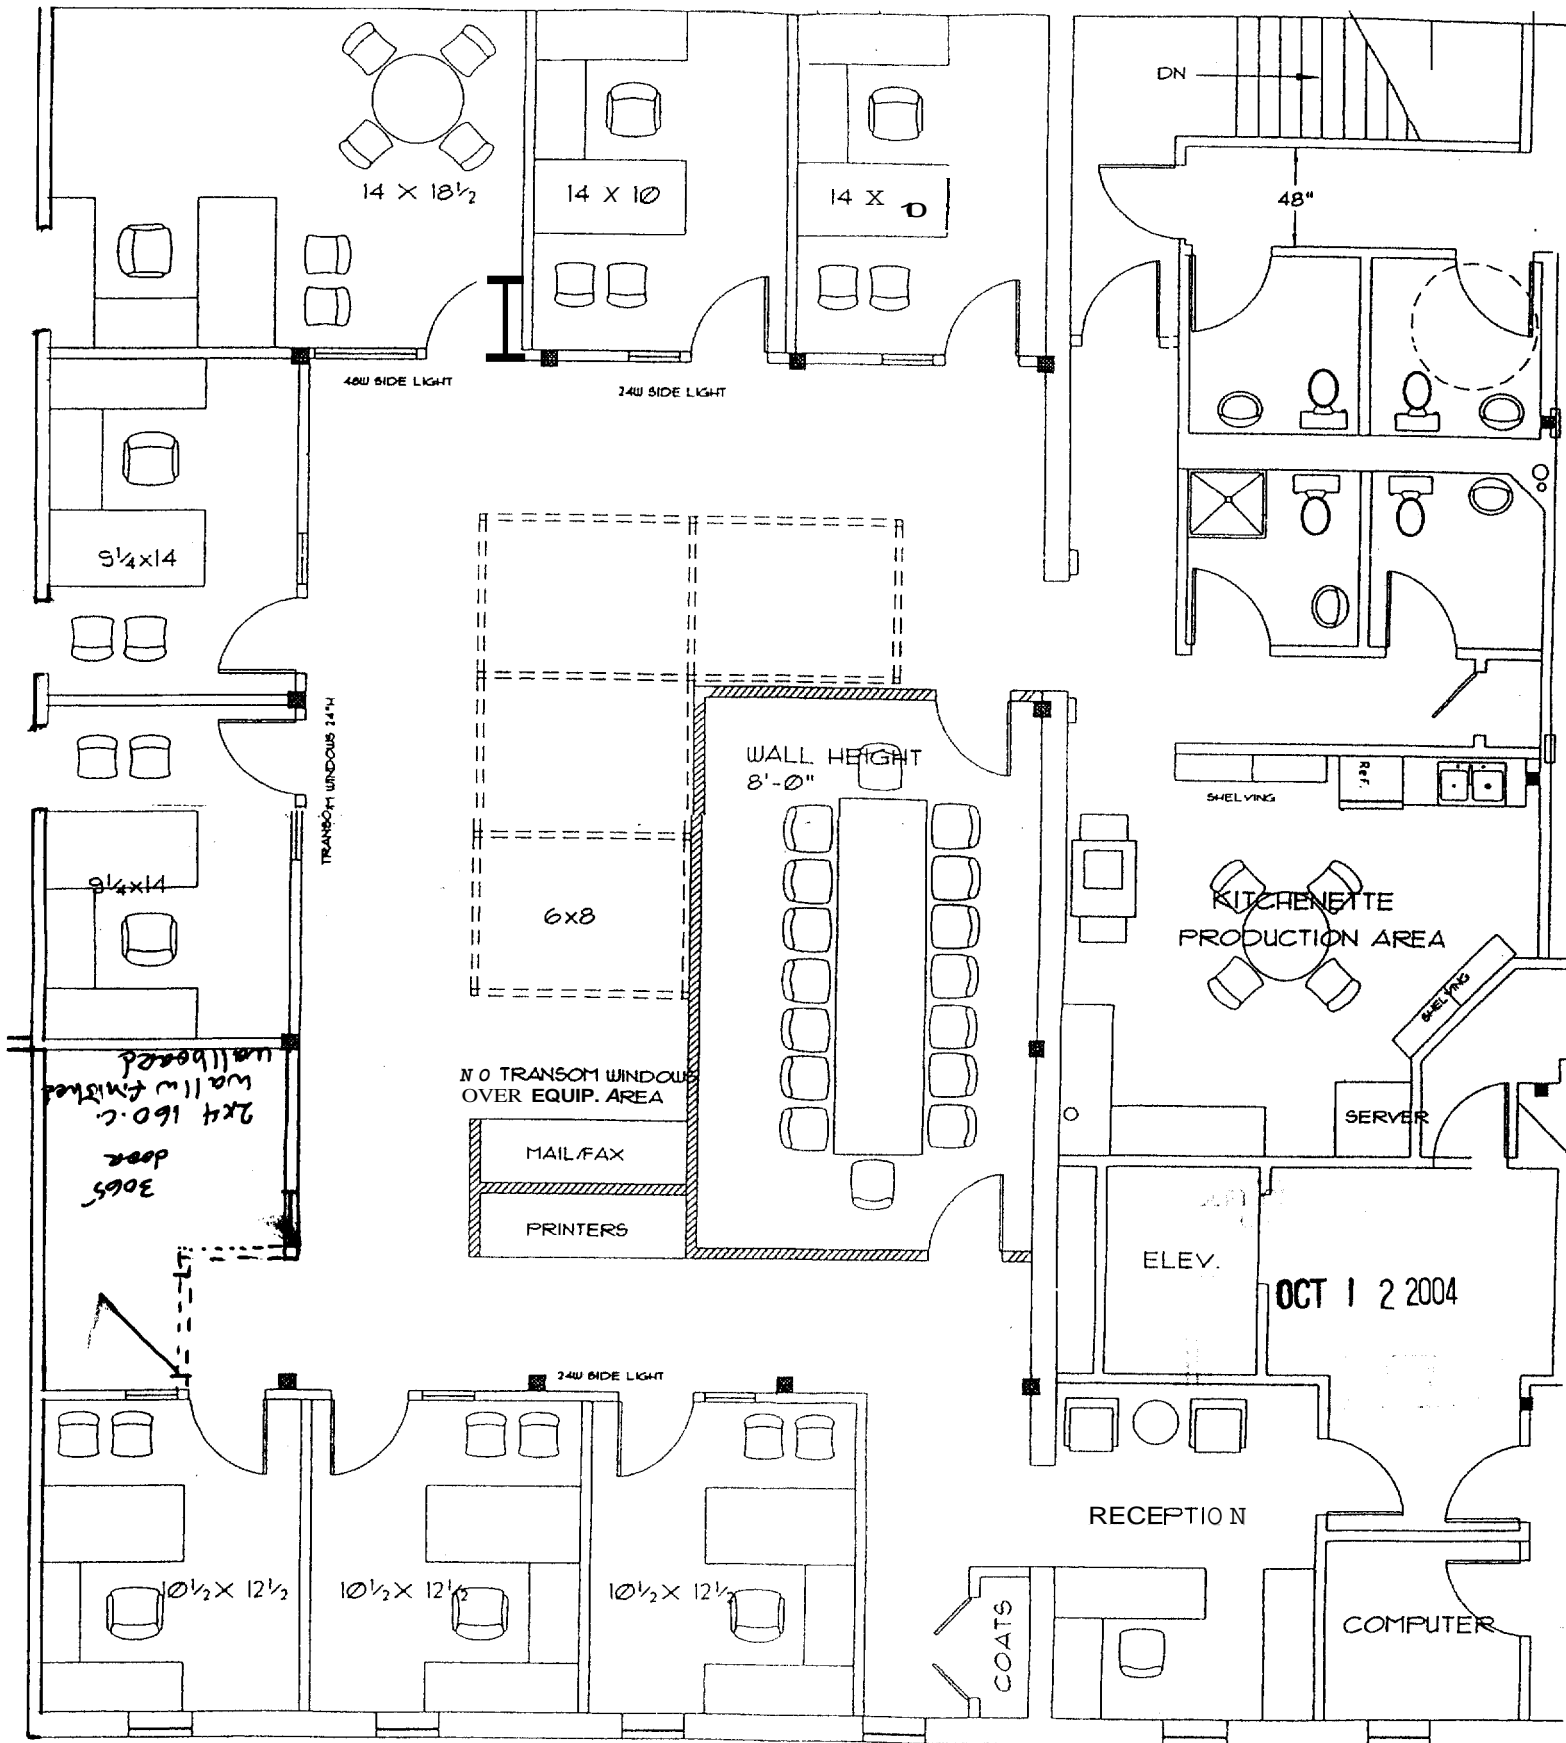 DN
14 X 18½
14 X 10
14 X 10
48"
48W SIDE LIGHT
24W SIDE LIGHT
9¼x14
TRANSOM WINDOWS 24"H
WALL HEIGHT
8'-0"
REF.
SHELVING
9¼x14
6x8
KITCHENETTE
PRODUCTION AREA
SHELVING
NO TRANSOM WINDOWS
OVER EQUIP. AREA
3065
door
2x4 16 O.C.
wall w finished
wallboard
SERVER
MAIL/FAX
PRINTERS
ELEV.
OCT 12 2004
24W SIDE LIGHT
RECEPTION
10½ X 12½
10½ X 12½
10½ X 12½
COATS
COMPUTER